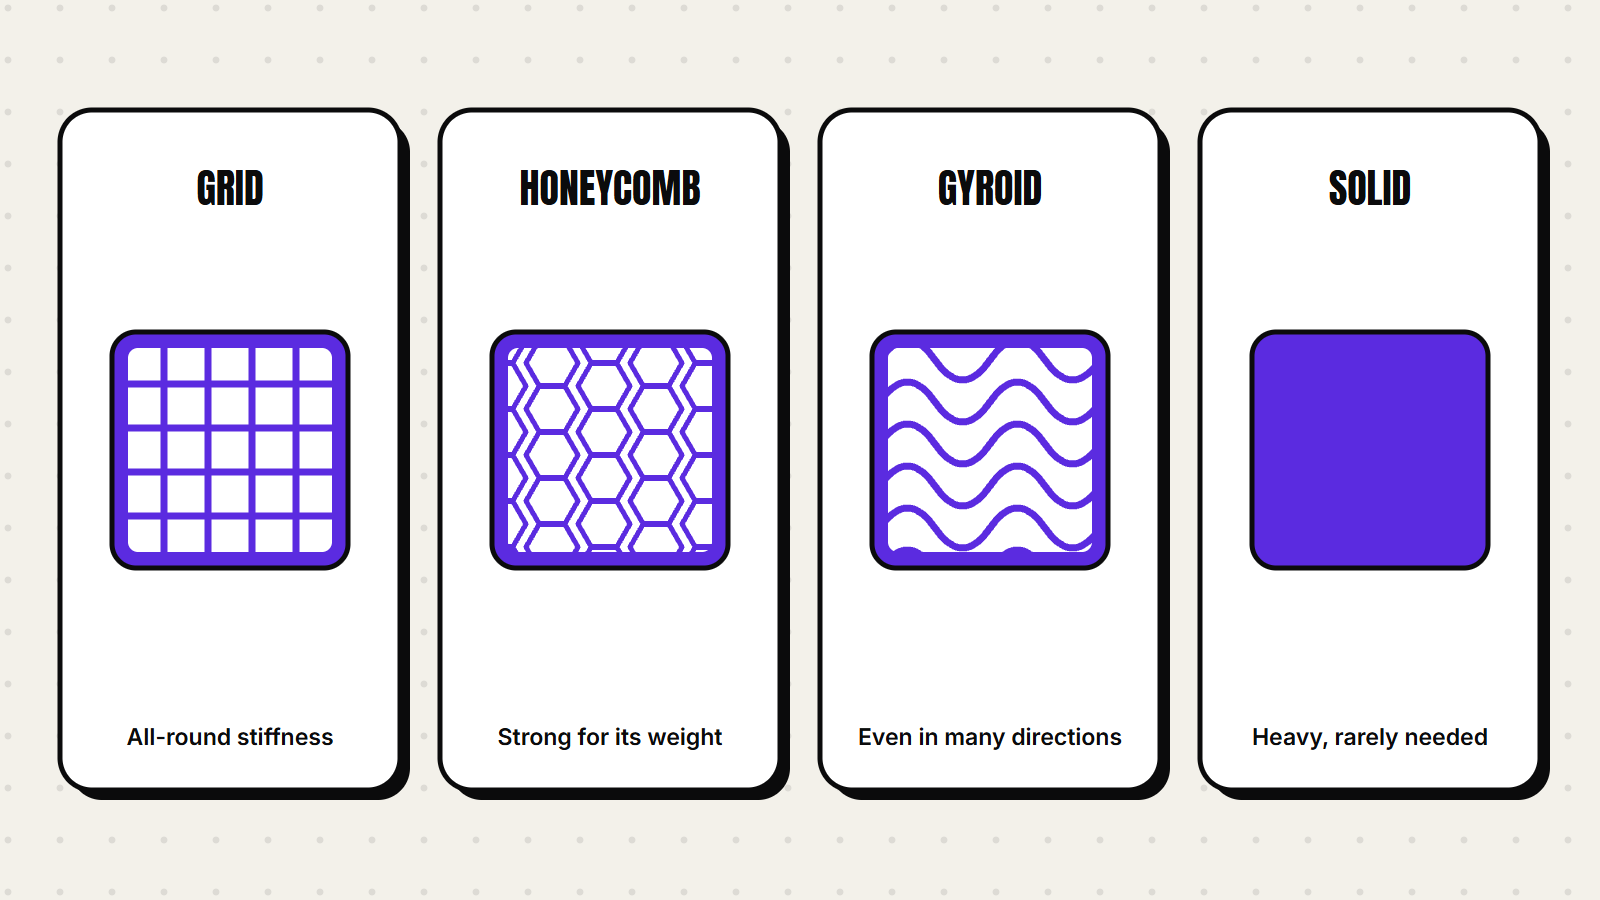 GRID
HONEYCOMB
GYROID
SOLID
All-round stiffness
Strong for its weight
Even in many directions
Heavy, rarely needed